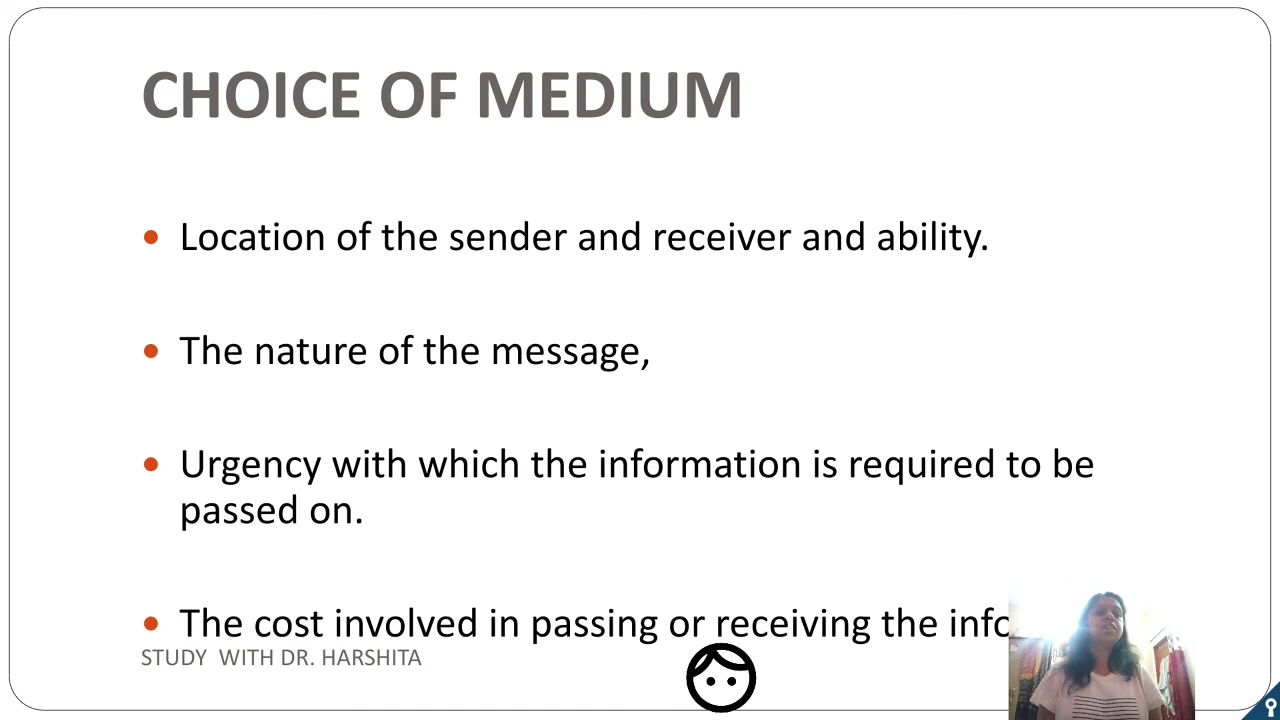 CHOICE OF MEDIUM
Location of the sender and receiver and ability.
The nature of the message,
Urgency with which the information is required to be
passed on.
The cost involved in passing or receiving the info
STUDY WITH DR. HARSHITA